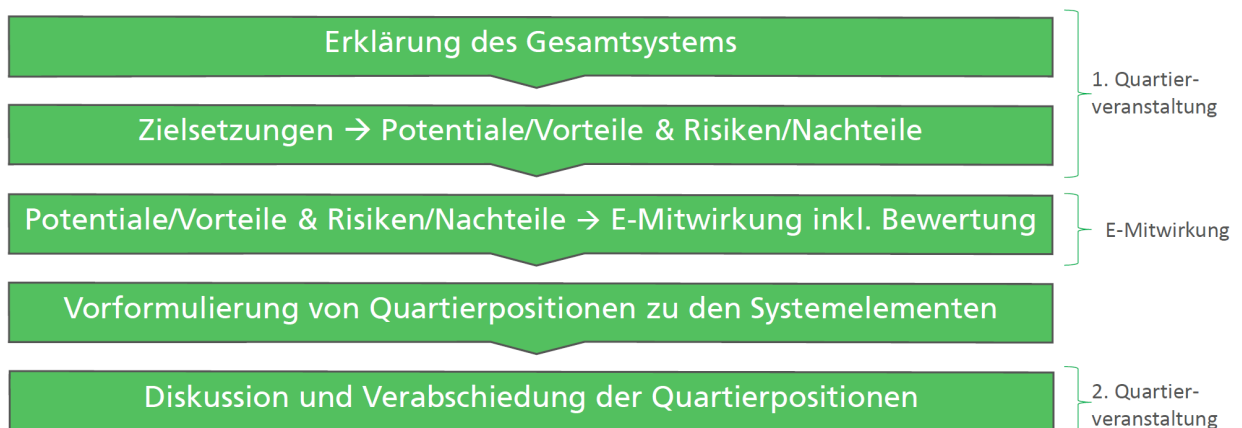 Erklärung des Gesamtsystems
1. Quartier-
veranstaltung
Zielsetzungen → Potentiale/Vorteile & Risiken/Nachteile
Potentiale/Vorteile & Risiken/Nachteile → E-Mitwirkung inkl. Bewertung
E-Mitwirkung
Vorformulierung von Quartierpositionen zu den Systemelementen
Diskussion und Verabschiedung der Quartierpositionen
2. Quartier-
veranstaltung